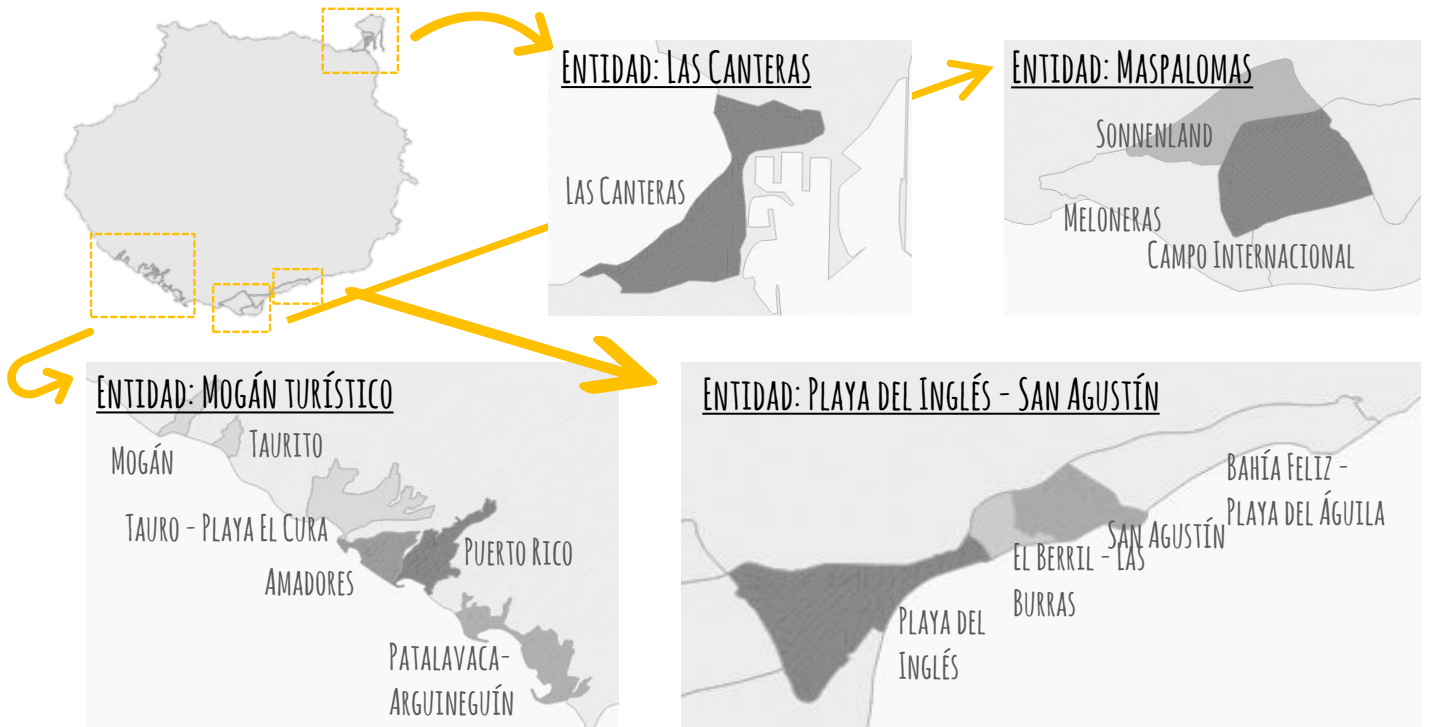 Entidad: Las Canteras
Las Canteras
Entidad: Maspalomas
Sonnenland
Meloneras
Campo Internacional
Entidad: Mogán turístico
Mogán
Taurito
Tauro - Playa El Cura
Amadores
Puerto Rico
Patalavaca-
Arguineguín
Entidad: Playa del Inglés - San Agustín
Bahía Feliz -
Playa del Águila
San Agustín
El Berril - Las
Burras
Playa del
Inglés